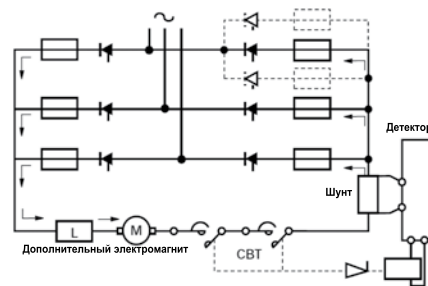 Детектор
Шунт
L
M
Дополнительный электромагнит
СВТ